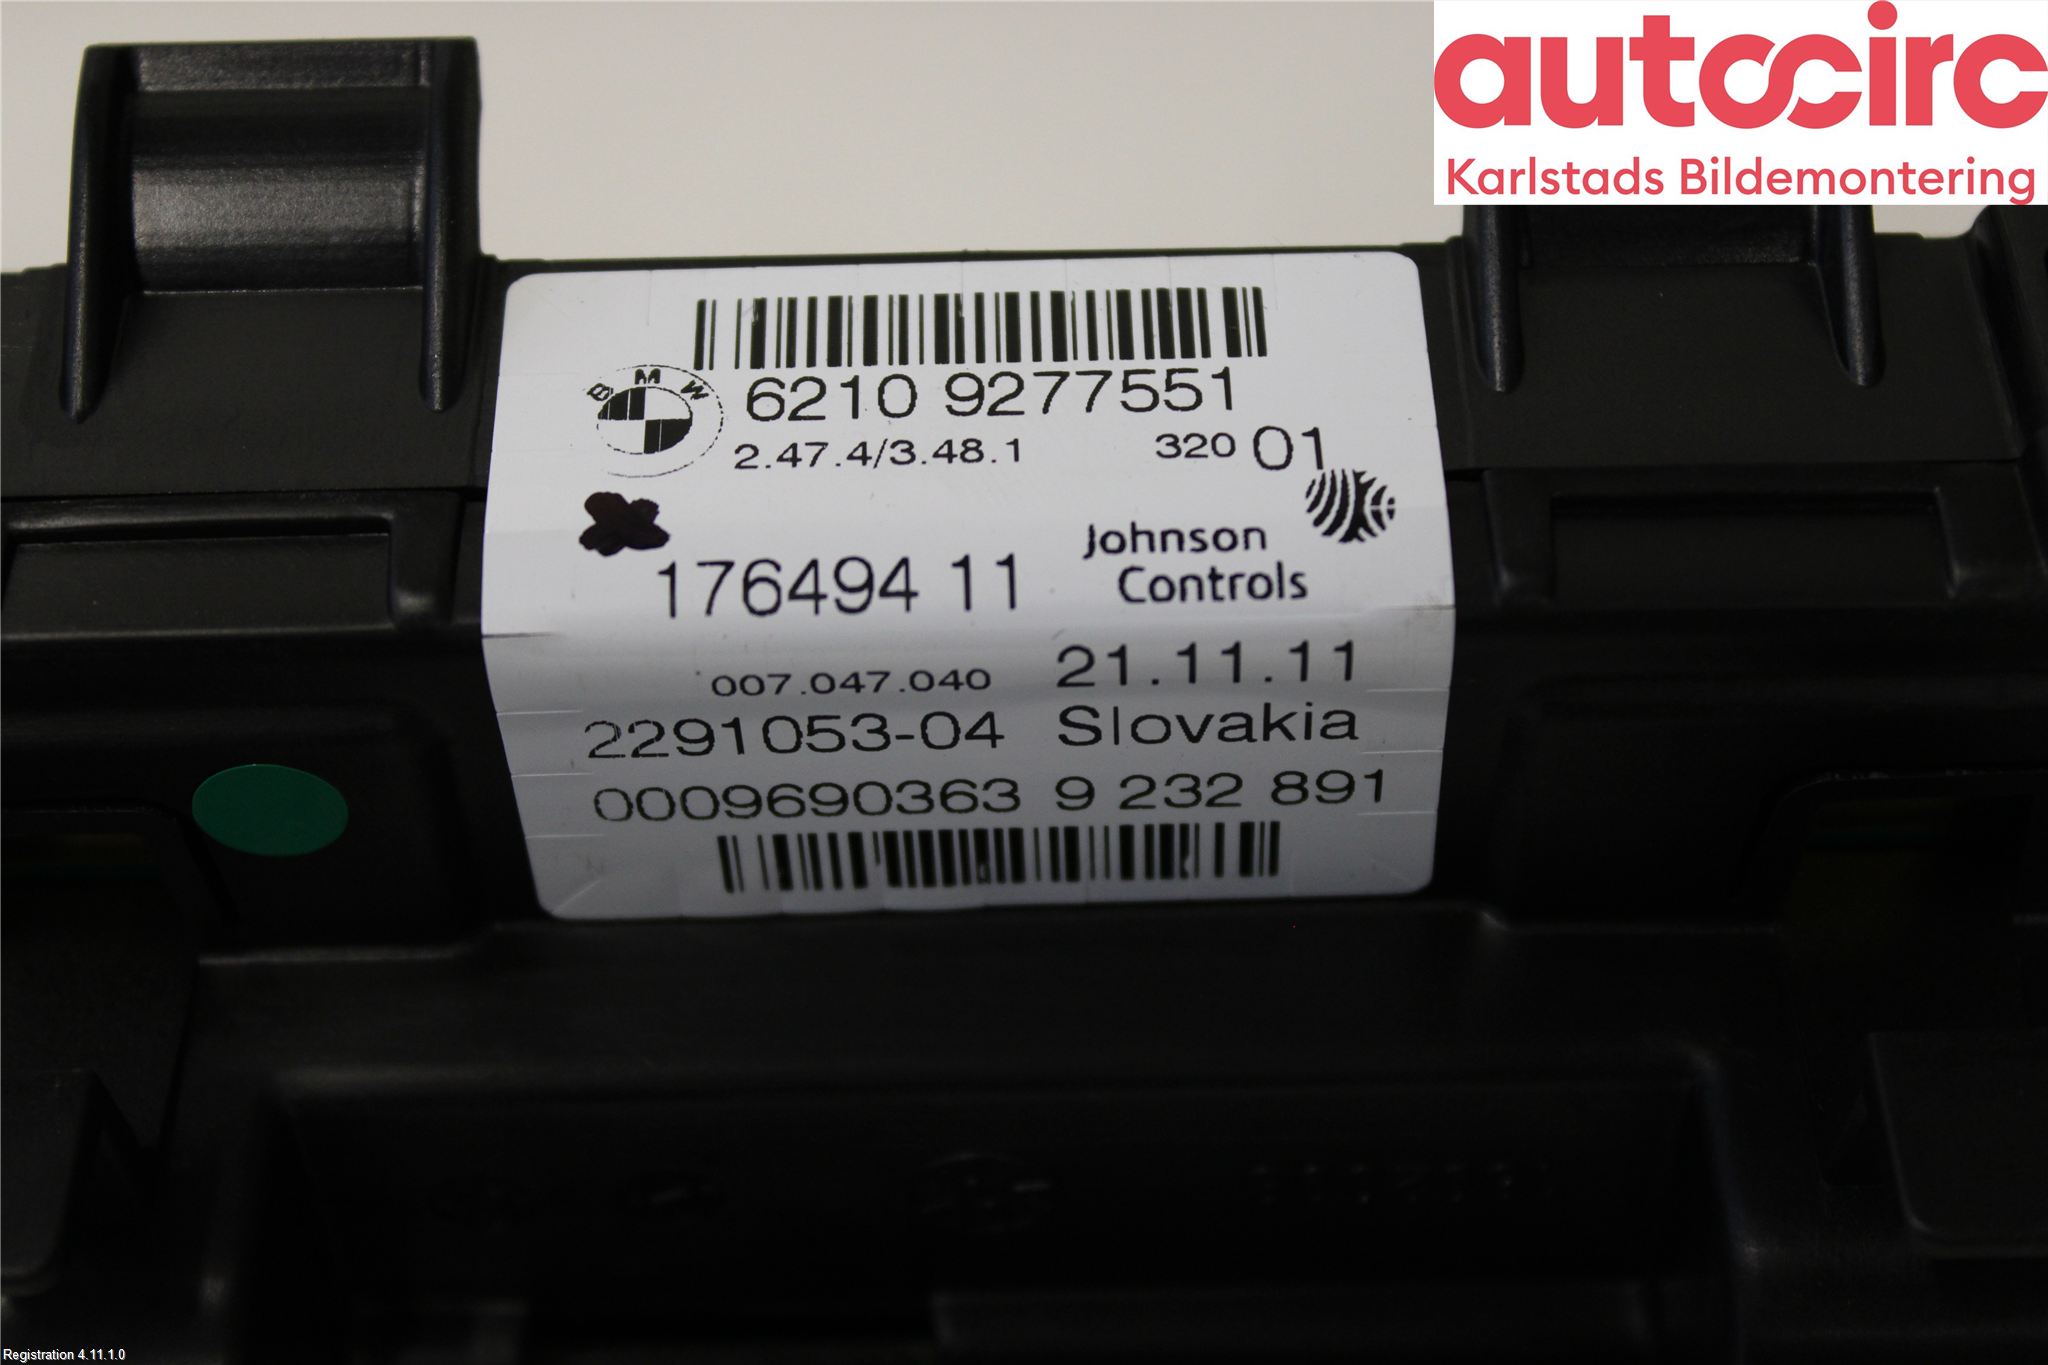 autocirc
Karlstads Bildemontering
BMW
6210 9277551
2.47.4/3.48.1 320 01
Johnson
Controls
176494 11
007.047.040 21.11.11
2291053-04 Slovakia
0009690363 9 232 891
Registration 4.11.1.0